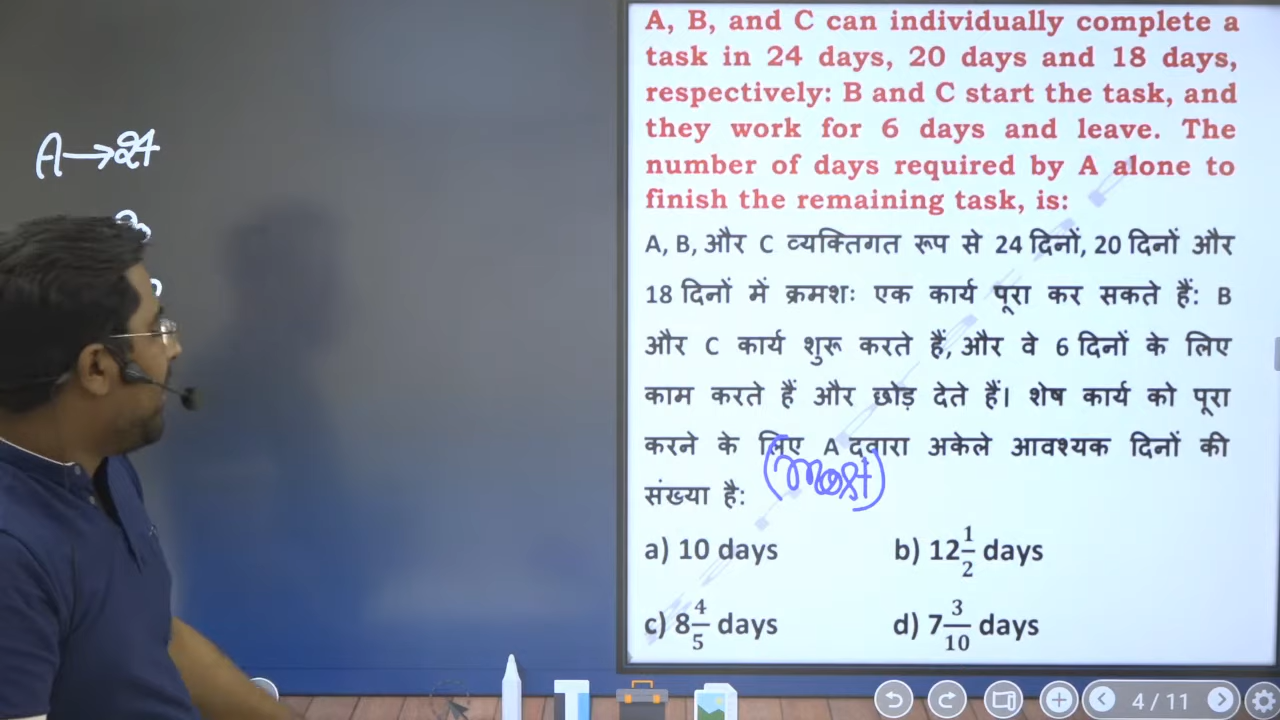 A → 24
A, B, and C can individually complete a
task in 24 days, 20 days and 18 days,
respectively: B and C start the task, and
they work for 6 days and leave. The
number of days required by A alone to
finish the remaining task, is:
A, B, और C व्यक्तिगत रूप से 24 दिनों, 20 दिनों और
18 दिनों में क्रमशः एक कार्य पूरा कर सकते हैं: B
और C कार्य शुरू करते हैं, और वे 6 दिनों के लिए
काम करते हैं और छोड़ देते हैं। शेष कार्य को पूरा
करने के लिए A दवारा अकेले आवश्यक दिनों की
संख्या है:
(most)
a) 10 days b) 12 1/2 days
c) 8 4/5 days d) 7 3/10 days
4 / 11